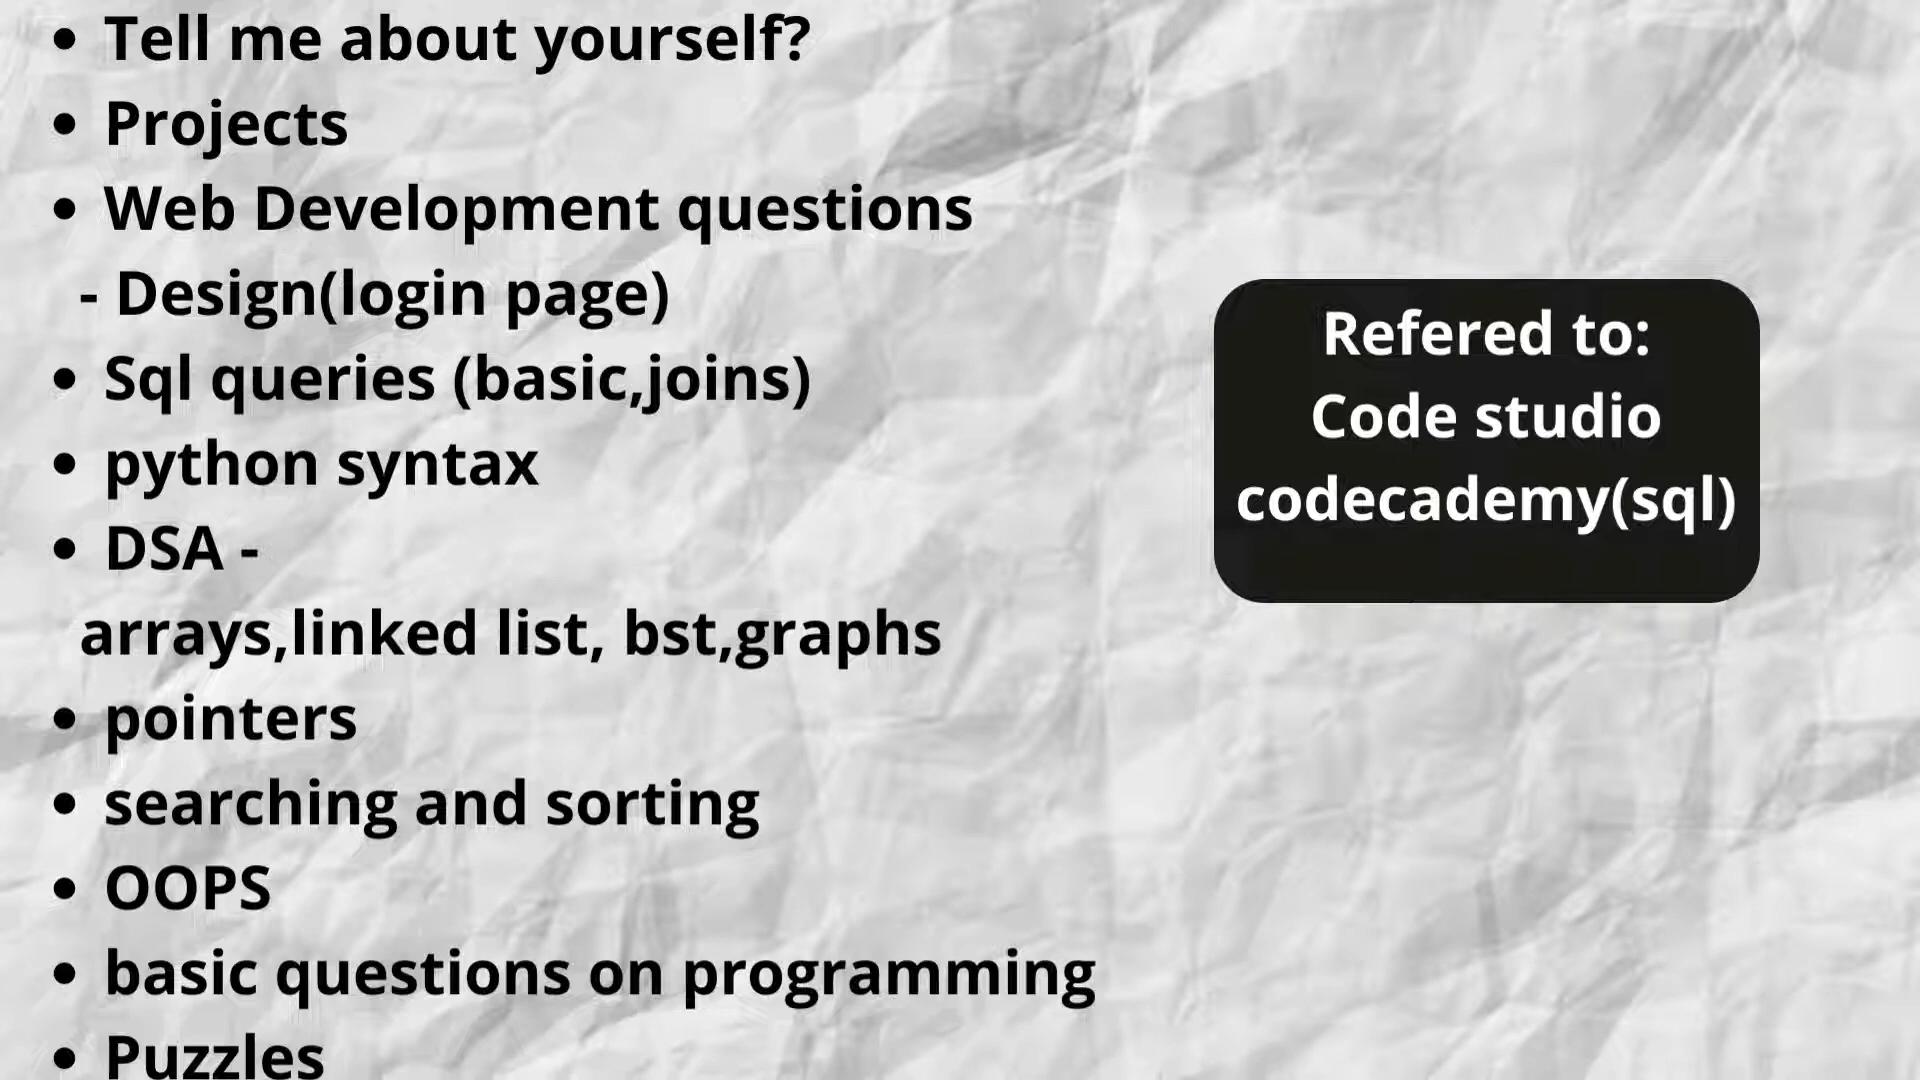 • Tell me about yourself?
• Projects
• Web Development questions
- Design(login page)
• Sql queries (basic,joins)
• python syntax
• DSA -
arrays,linked list, bst,graphs
• pointers
• searching and sorting
• OOPS
• basic questions on programming
• Puzzles
Refered to:
Code studio
codecademy(sql)